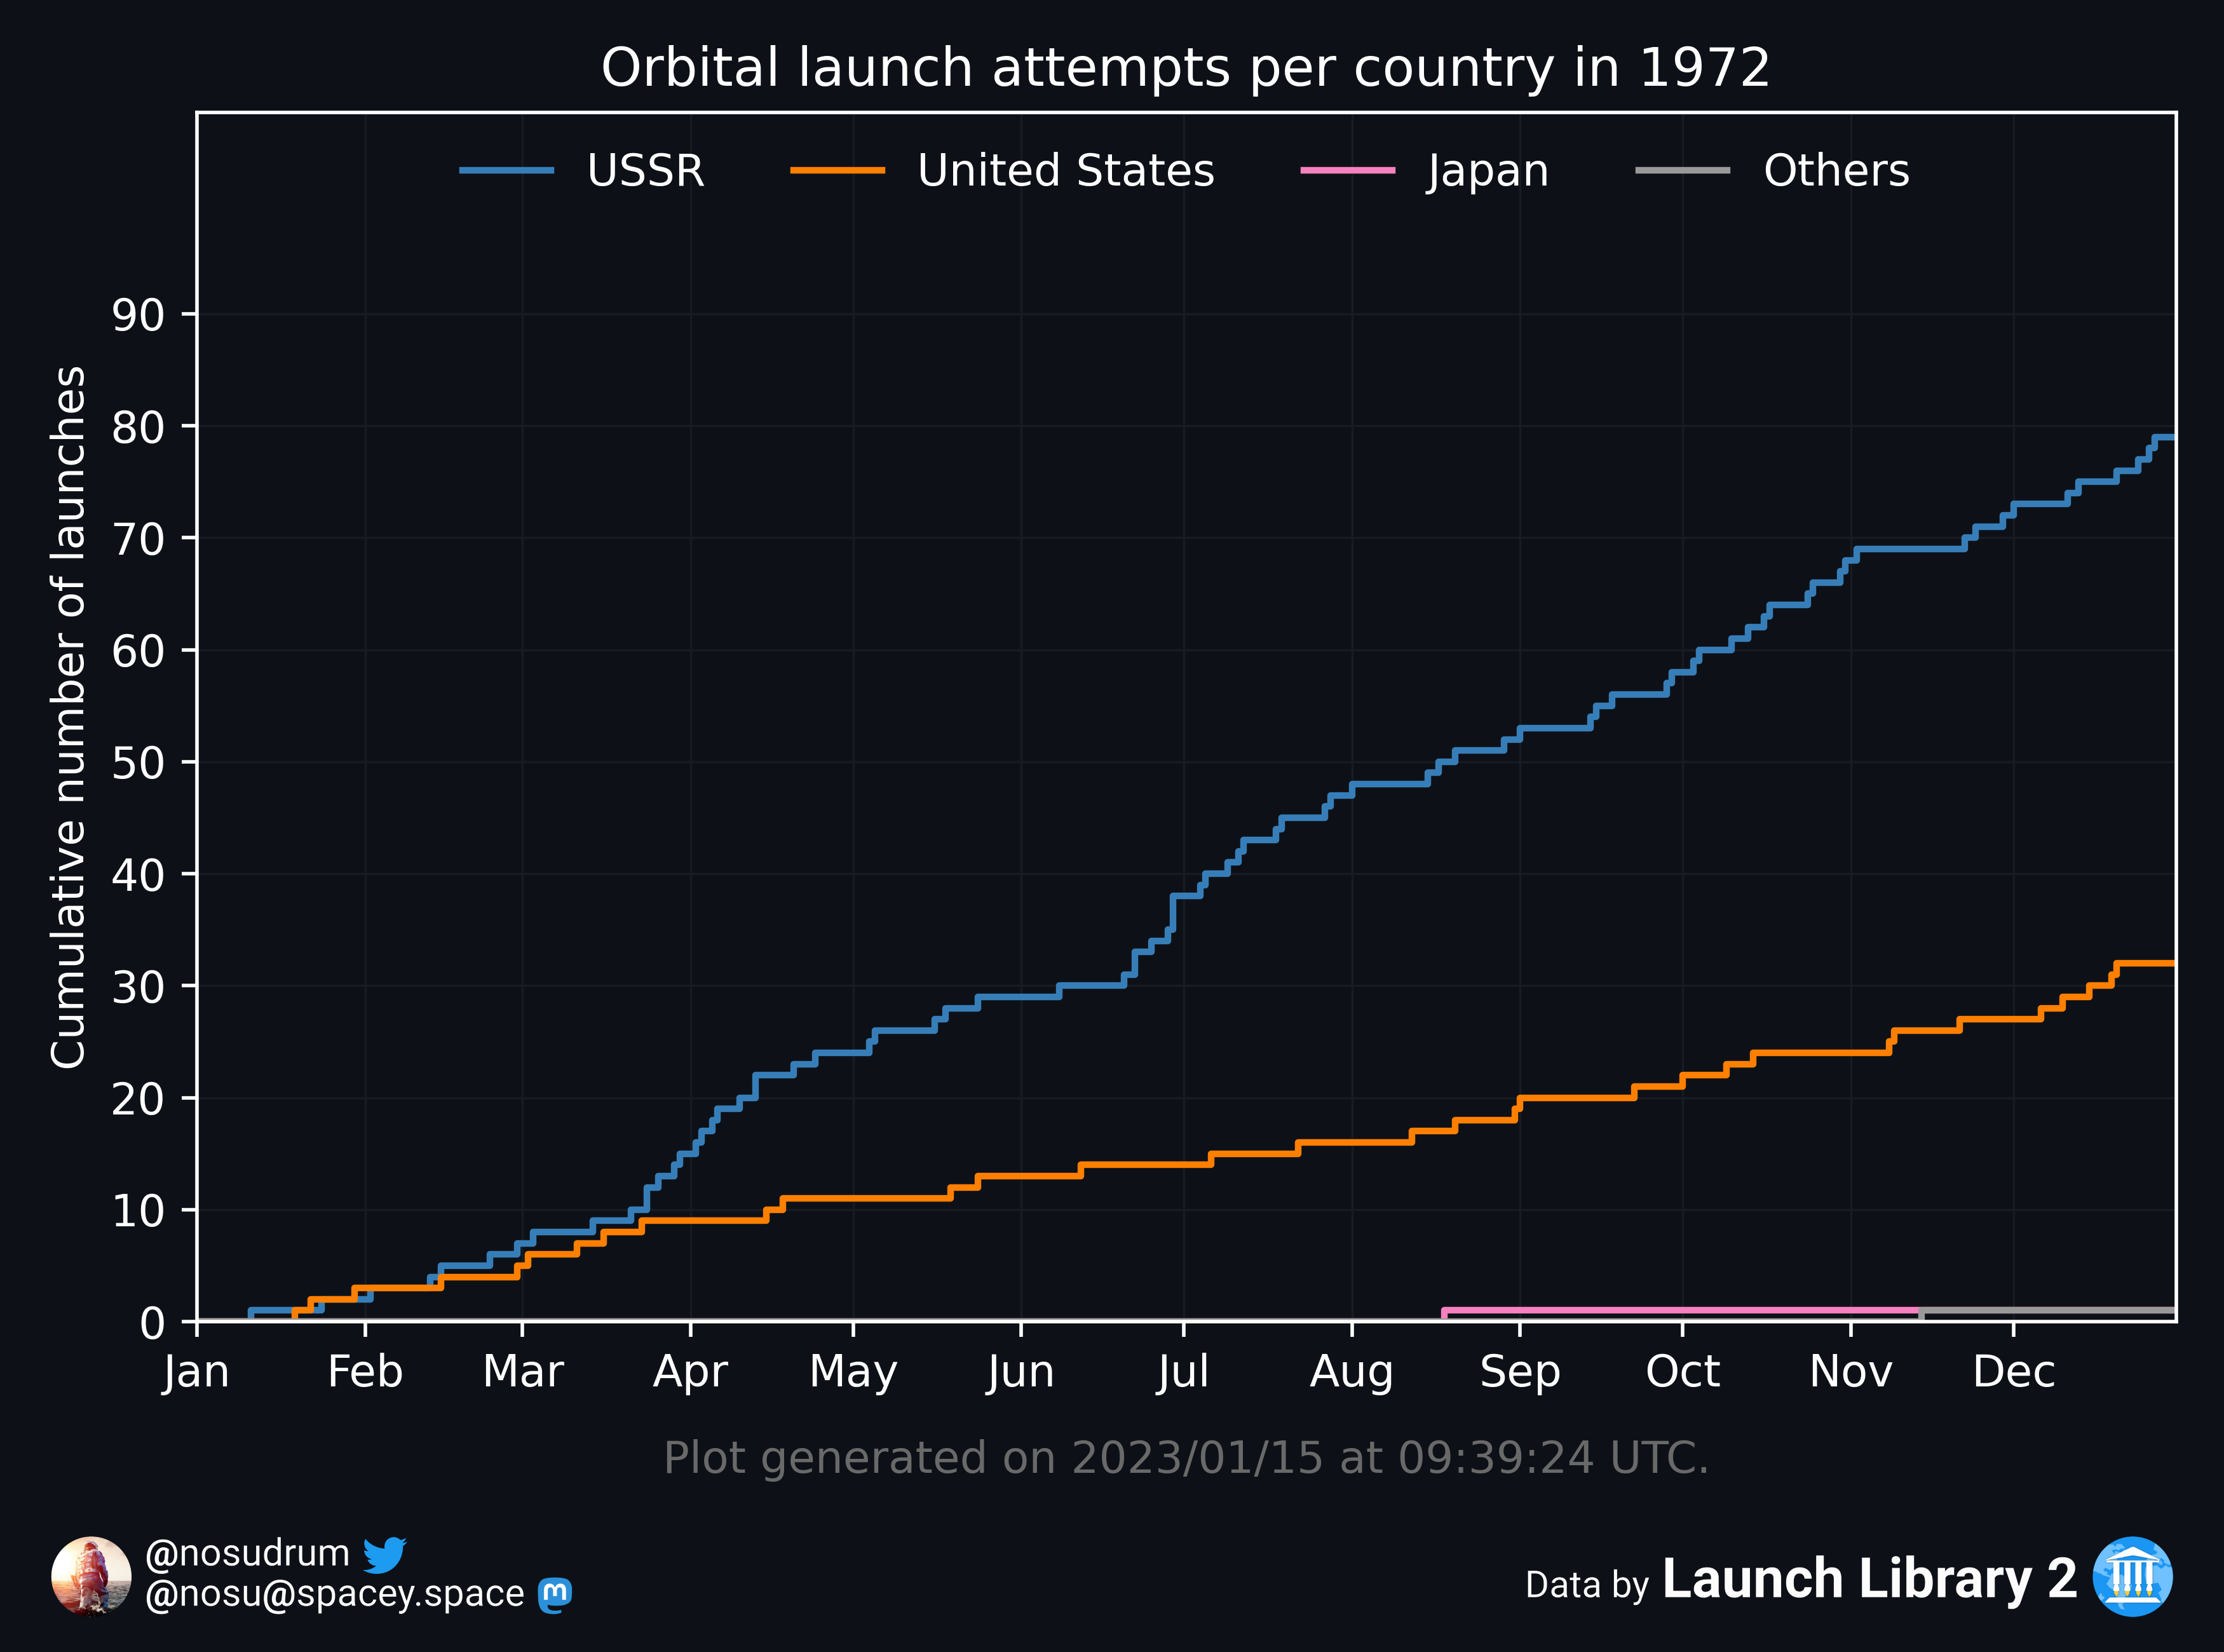 Orbital launch attempts per country in 1972
USSR United States Japan Others
Cumulative number of launches
90
80
70
60
50
40
30
20
10
0
Jan Feb Mar Apr May Jun Jul Aug Sep Oct Nov Dec
Plot generated on 2023/01/15 at 09:39:24 UTC.
@nosudrum
@nosu@spacey.space m
Data by Launch Library 2